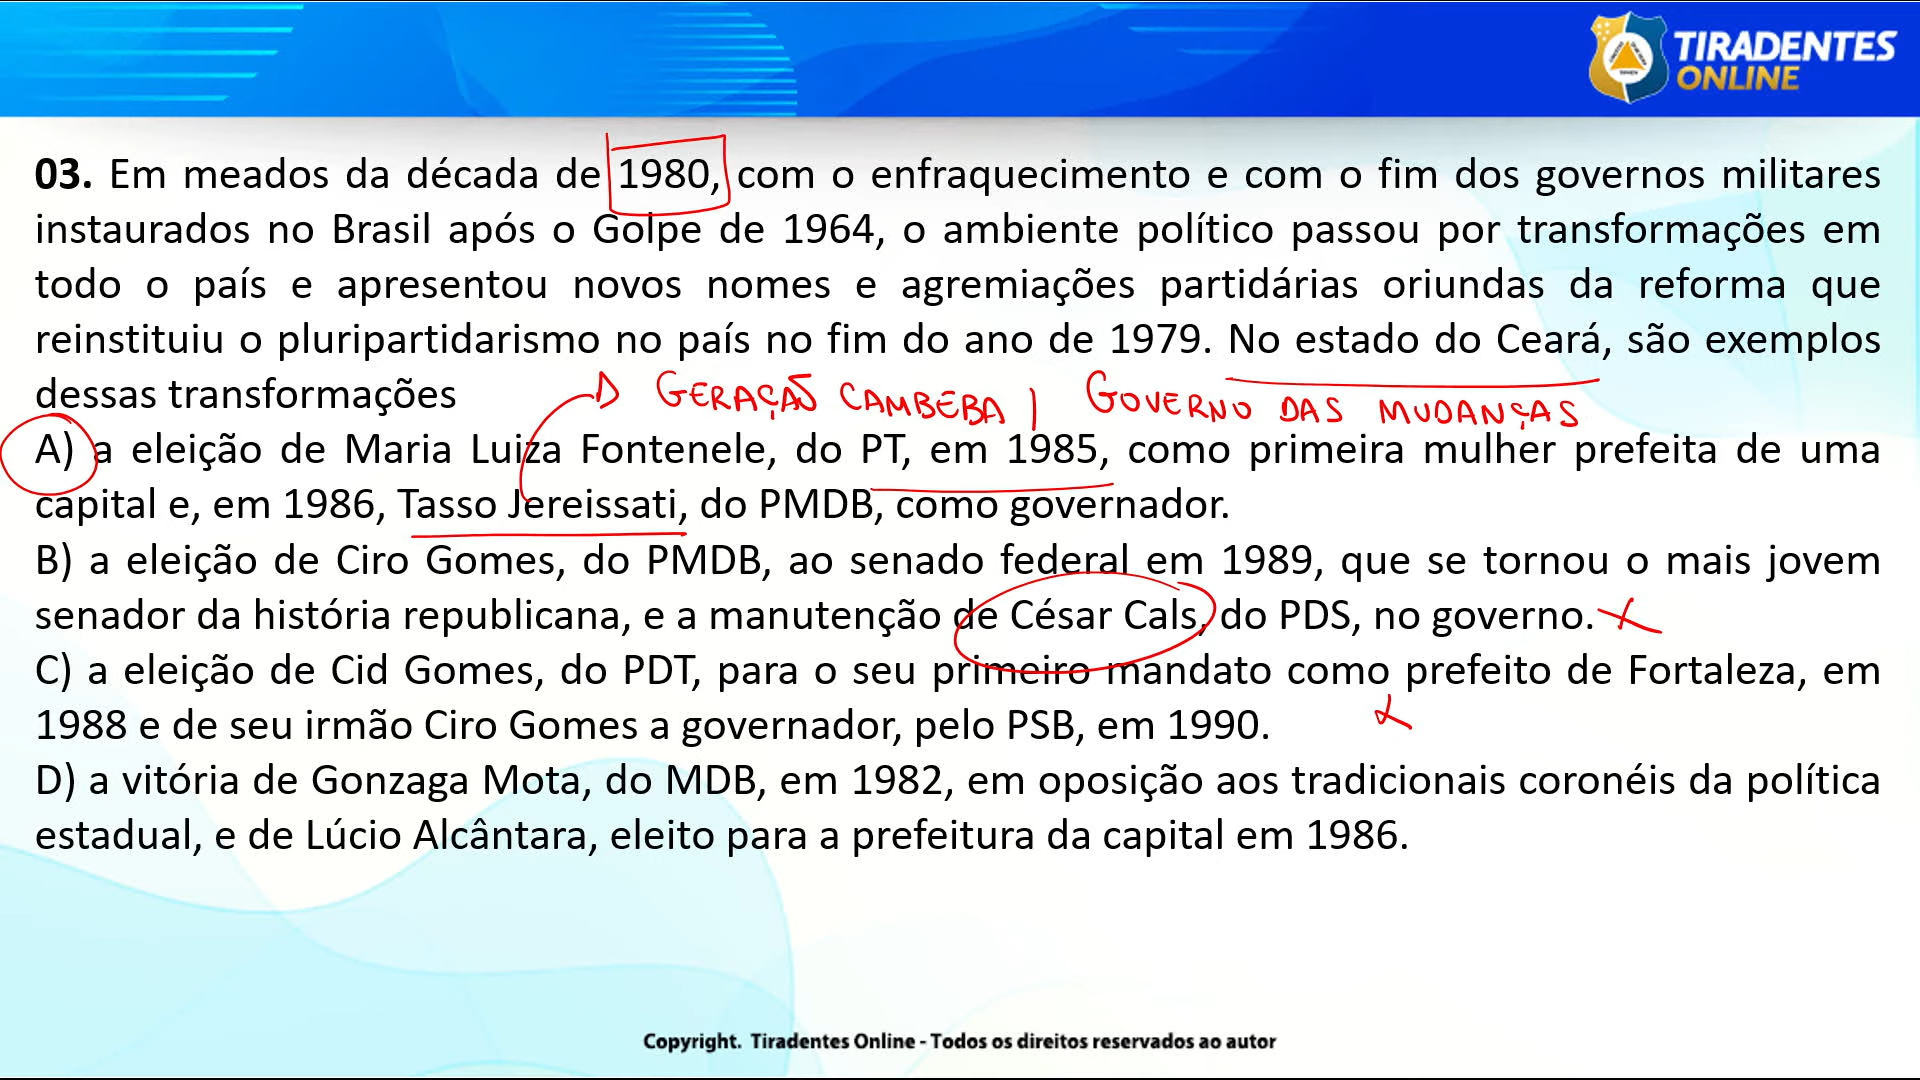 TIRADENTES
ONLINE
03. Em meados da década de 1980, com o enfraquecimento e com o fim dos governos militares
instaurados no Brasil após o Golpe de 1964, o ambiente político passou por transformações em
todo o país e apresentou novos nomes e agremiações partidárias oriundas da reforma que
reinstituiu o pluripartidarismo no país no fim do ano de 1979. No estado do Ceará, são exemplos
dessas transformações
GERAÇÃO CAMBEBA | GOVERNO DAS MUDANÇAS
A) a eleição de Maria Luiza Fontenele, do PT, em 1985, como primeira mulher prefeita de uma
capital e, em 1986, Tasso Jereissati, do PMDB, como governador.
B) a eleição de Ciro Gomes, do PMDB, ao senado federal em 1989, que se tornou o mais jovem
senador da história republicana, e a manutenção de César Cals, do PDS, no governo.
C) a eleição de Cid Gomes, do PDT, para o seu primeiro mandato como prefeito de Fortaleza, em
1988 e de seu irmão Ciro Gomes a governador, pelo PSB, em 1990.
D) a vitória de Gonzaga Mota, do MDB, em 1982, em oposição aos tradicionais coronéis da política
estadual, e de Lúcio Alcântara, eleito para a prefeitura da capital em 1986.
Copyright. Tiradentes Online - Todos os direitos reservados ao autor